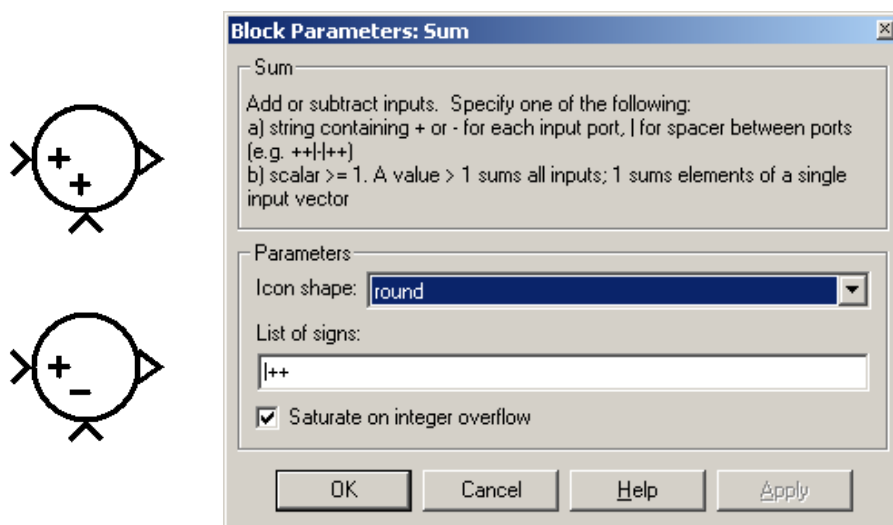 Block Parameters: Sum
Sum
Add or subtract inputs.  Specify one of the following:
a) string containing + or - for each input port, | for spacer between ports
(e.g. ++|-|++)
b) scalar >= 1. A value > 1 sums all inputs; 1 sums elements of a single
input vector
+
+
Parameters
Icon shape: round
List of signs:
|++
+
-
Saturate on integer overflow
OK Cancel Help Apply